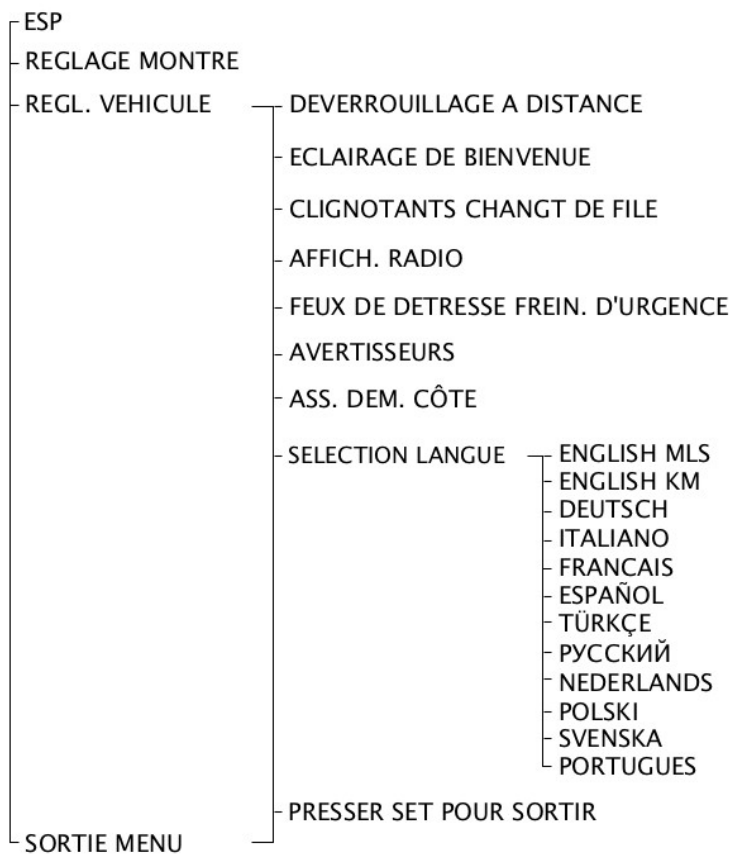 ESP
REGLAGE MONTRE
REGL. VEHICULE
DEVERROUILLAGE A DISTANCE
ECLAIRAGE DE BIENVENUE
CLIGNOTANTS CHANGT DE FILE
AFFICH. RADIO
FEUX DE DETRESSE FREIN. D'URGENCE
AVERTISSEURS
ASS. DEM. CÔTE
SELECTION LANGUE
ENGLISH MLS
ENGLISH KM
DEUTSCH
ITALIANO
FRANCAIS
ESPAÑOL
TÜRKÇE
РУССКИЙ
NEDERLANDS
POLSKI
SVENSKA
PORTUGUES
PRESSER SET POUR SORTIR
SORTIE MENU